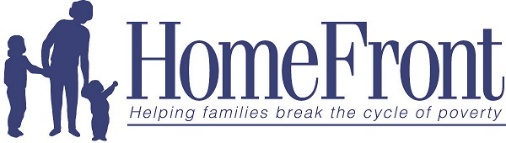 HomeFront
Helping families break the cycle of poverty